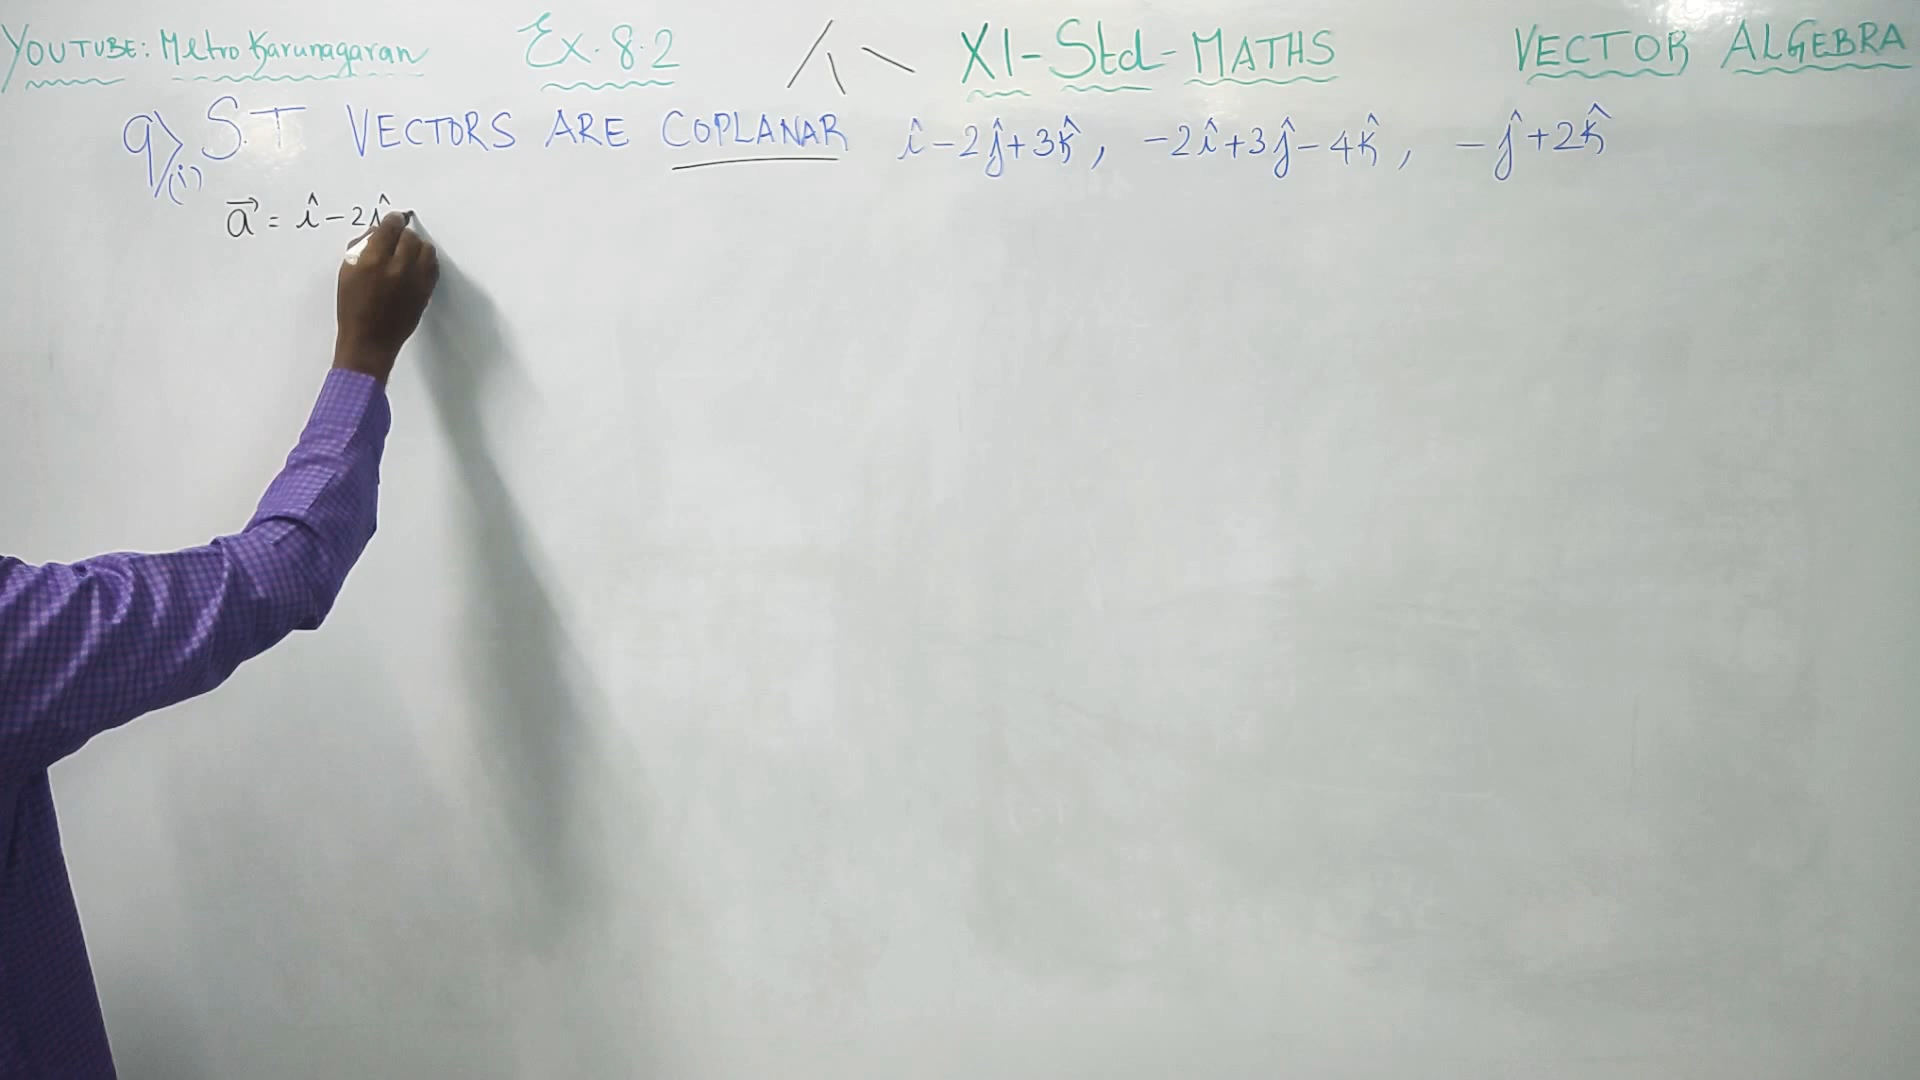 YOUTUBE: Metro Karunagaran Ex. 8.2 XI-Std-MATHS VECTOR ALGEBRA
9)(i) S.T VECTORS ARE COPLANAR î-2ĵ+3k̂, -2î+3ĵ-4k̂, -ĵ+2k̂
a⃗ = î-2ĵ